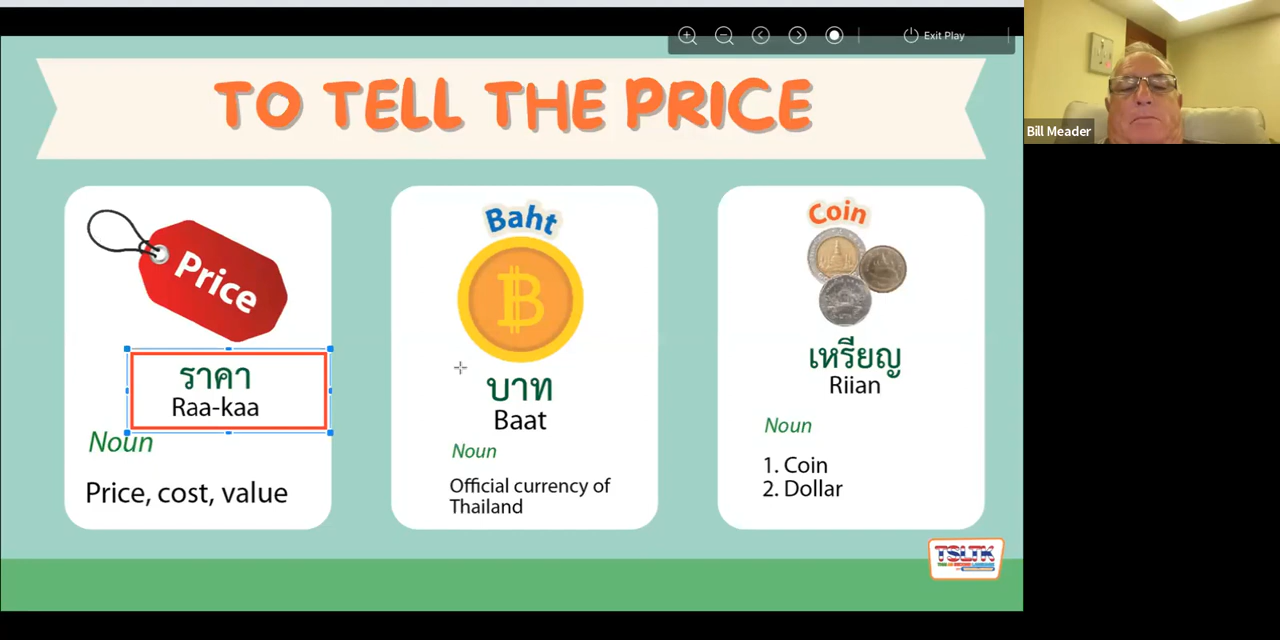 Exit Play
TO TELL THE PRICE
Bill Meader
Price
ราคา
Raa-kaa
Noun
Price, cost, value
Baht
บาท
Baat
Noun
Official currency of
Thailand
Coin
เหรียญ
Riian
Noun
1. Coin
2. Dollar
TSLTK